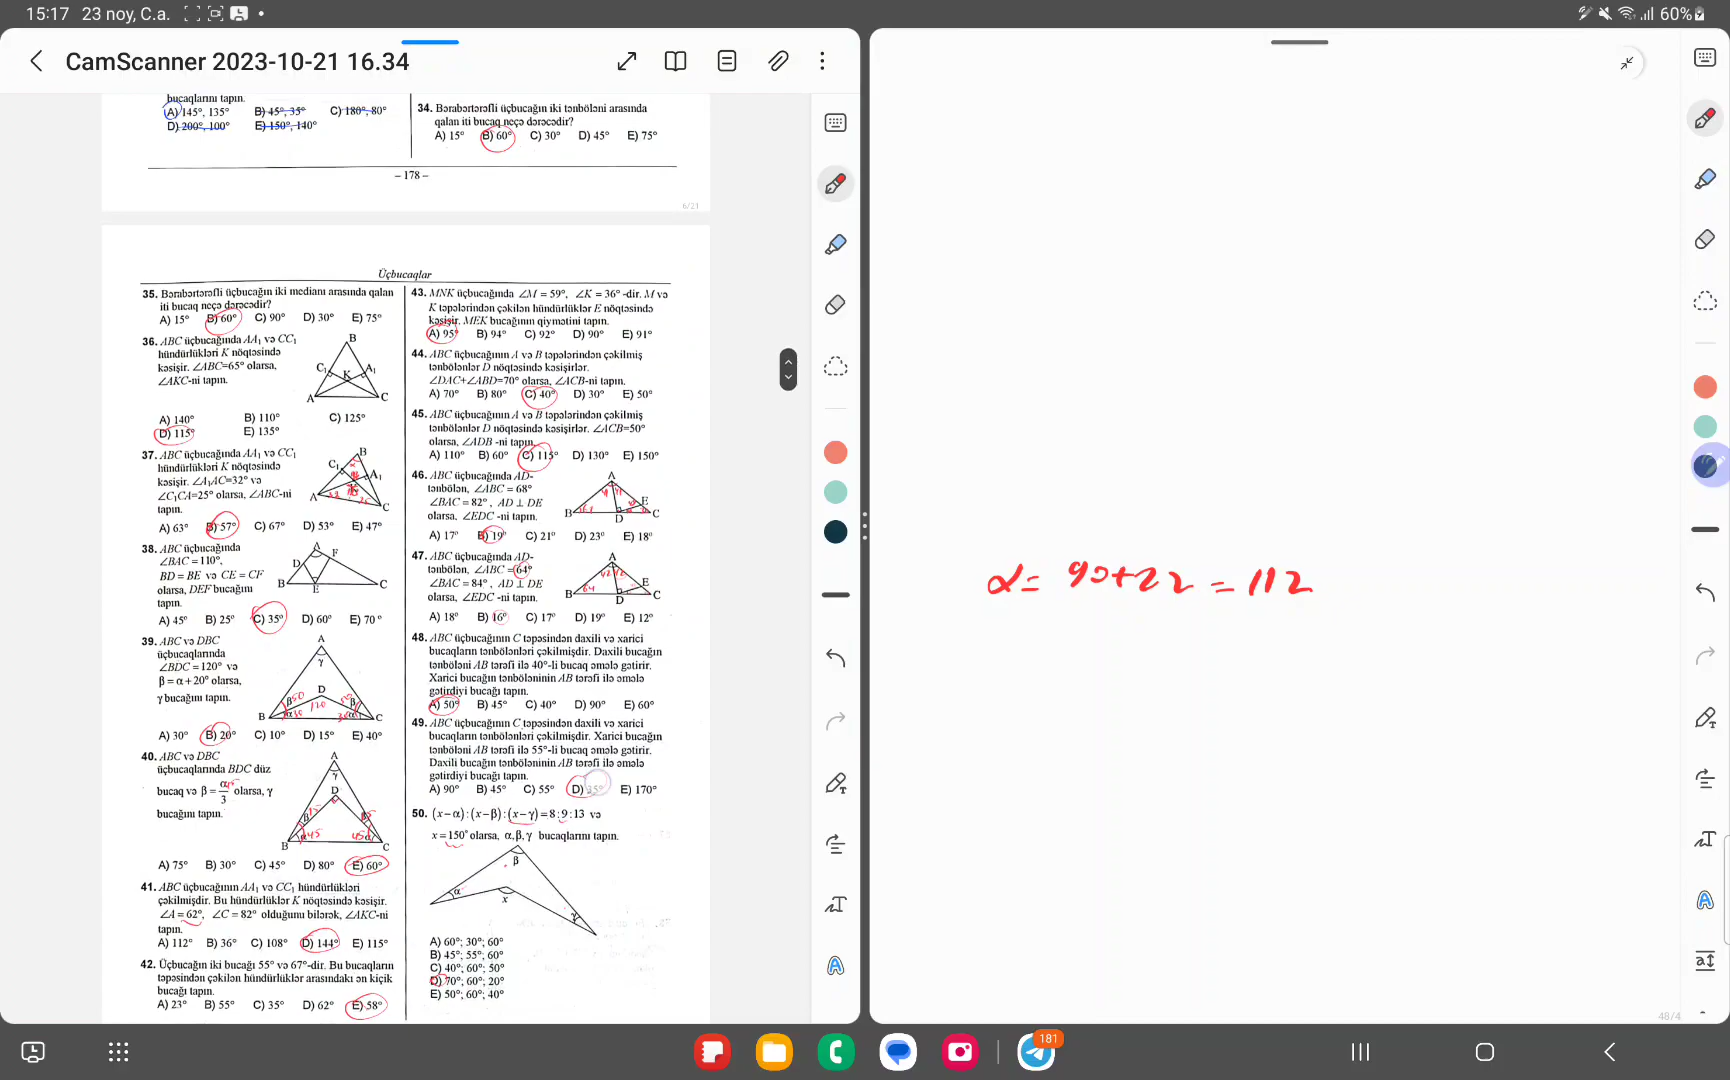 15:17 23 noy, C.a.
60%
CamScanner 2023-10-21 16.34
bucaqlarını tapın.
A) 145°, 135° B) 45°, 35° C) 180°, 80°
D) 200°, 100° E) 150°, 140°
34. Bərabərtərəfli üçbucağın iki tənböləni arasında
qalan iti bucaq neçə dərəcədir?
A) 15° B) 60° C) 30° D) 45° E) 75°
– 178 –
6/21
Üçbucaqlar
35. Bərabərtərəfli üçbucağın iki medianı arasında qalan
iti bucaq neçə dərəcədir?
A) 15° B) 60° C) 90° D) 30° E) 75°
36. ABC üçbucağında AA₁ və CC₁
hündürlükləri K nöqtəsində
kəsişir. ∠ABC=65° olarsa,
∠AKC-ni tapın.
B
C₁ K A₁
A C
A) 140° B) 110° C) 125°
D) 115° E) 135°
37. ABC üçbucağında AA₁ və CC₁
hündürlükləri K nöqtəsində
kəsişir. ∠A₁AC=32° və
∠C₁CA=25° olarsa, ∠ABC-ni
tapın.
B
C₁ A₁
K
A C
A) 63° B) 57° C) 67° D) 53° E) 47°
38. ABC üçbucağında
∠BAC = 110°,
BD = BE və CE = CF
olarsa, DEF bucağını
tapın.
A F
D
B E C
A) 45° B) 25° C) 35° D) 60° E) 70°
39. ABC və DBC
üçbucaqlarında
∠BDC = 120° və
β = α + 20° olarsa,
γ bucağını tapın.
A
γ
D
β 50 120 β
B α 30 α C
A) 30° B) 20° C) 10° D) 15° E) 40°
40. ABC və DBC
üçbucaqlarında BDC düz
bucaq və β = α/3 olarsa, γ
bucağını tapın.
A
γ
D
β 15 β
α 45 45 α
B C
A) 75° B) 30° C) 45° D) 80° E) 60°
41. ABC üçbucağının AA₁ və CC₁ hündürlükləri
çəkilmişdir. Bu hündürlüklər K nöqtəsində kəsişir.
∠A = 62°, ∠C = 82° olduğunu bilərək, ∠AKC-ni
tapın.
A) 112° B) 36° C) 108° D) 144° E) 115°
42. Üçbucağın iki bucağı 55° və 67°-dir. Bu bucaqların
təpəsindən çəkilən hündürlüklər arasındakı ən kiçik
bucağı tapın.
A) 23° B) 55° C) 35° D) 62° E) 58°
43. MNK üçbucağında ∠M = 59°, ∠K = 36° -dir. M və
K təpələrindən çəkilən hündürlüklər E nöqtəsində
kəsişir. MEK bucağının qiymətini tapın.
A) 95° B) 94° C) 92° D) 90° E) 91°
44. ABC üçbucağının A və B təpələrindən çəkilmiş
tənbölənlər D nöqtəsində kəsişirlər.
∠DAC+∠ABD=70° olarsa, ∠ACB-ni tapın.
A) 70° B) 80° C) 40° D) 30° E) 50°
45. ABC üçbucağının A və B təpələrindən çəkilmiş
tənbölənlər D nöqtəsində kəsişirlər. ∠ACB=50°
olarsa, ∠ADB -ni tapın.
A) 110° B) 60° C) 115° D) 130° E) 150°
46. ABC üçbucağında AD-
tənbölən, ∠ABC = 68°
∠BAC = 82°, AD ⊥ DE
olarsa, ∠EDC -ni tapın.
A
E
B D C
A) 17° B) 19° C) 21° D) 23° E) 18°
47. ABC üçbucağında AD-
tənbölən, ∠ABC = 64°
∠BAC = 84°, AD ⊥ DE
olarsa, ∠EDC -ni tapın.
A
42 42
64 E
B D C
A) 18° B) 16° C) 17° D) 19° E) 12°
48. ABC üçbucağının C təpəsindən daxili və xarici
bucaqların tənbölənləri çəkilmişdir. Daxili bucağın
tənböləni AB tərəfi ilə 40°-li bucaq əmələ gətirir.
Xarici bucağının tənböləninin AB tərəfi ilə əmələ
gətirdiyi bucağı tapın.
A) 50° B) 45° C) 40° D) 90° E) 60°
49. ABC üçbucağının C təpəsindən daxili və xarici
bucaqların tənbölənləri çəkilmişdir. Xarici bucağın
tənböləni AB tərəfi ilə 55°-li bucaq əmələ gətirir.
Daxili bucağın tənböləninin AB tərəfi ilə əmələ
gətirdiyi bucağı tapın.
A) 90° B) 45° C) 55° D) 35° E) 170°
50. (x–α) : (x–β) : (x–γ) = 8 : 9 : 13 və
x = 150° olarsa, α, β, γ bucaqlarını tapın.
β
α
x
γ
A) 60°; 30°; 60°
B) 45°; 55°; 60°
C) 40°; 60°; 50°
D) 70°; 60°; 20°
E) 50°; 60°; 40°
α = 90+22 = 112
48/4
181